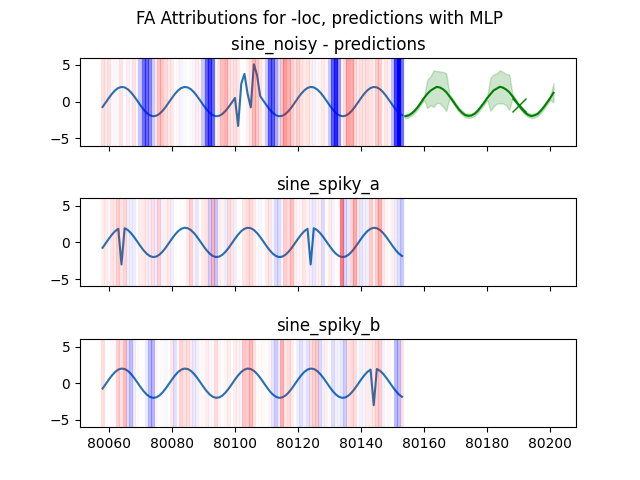 FA Attributions for -loc, predictions with MLP
sine_noisy - predictions
5
0
−5
sine_spiky_a
5
0
−5
sine_spiky_b
5
0
−5
80060 80080 80100 80120 80140 80160 80180 80200